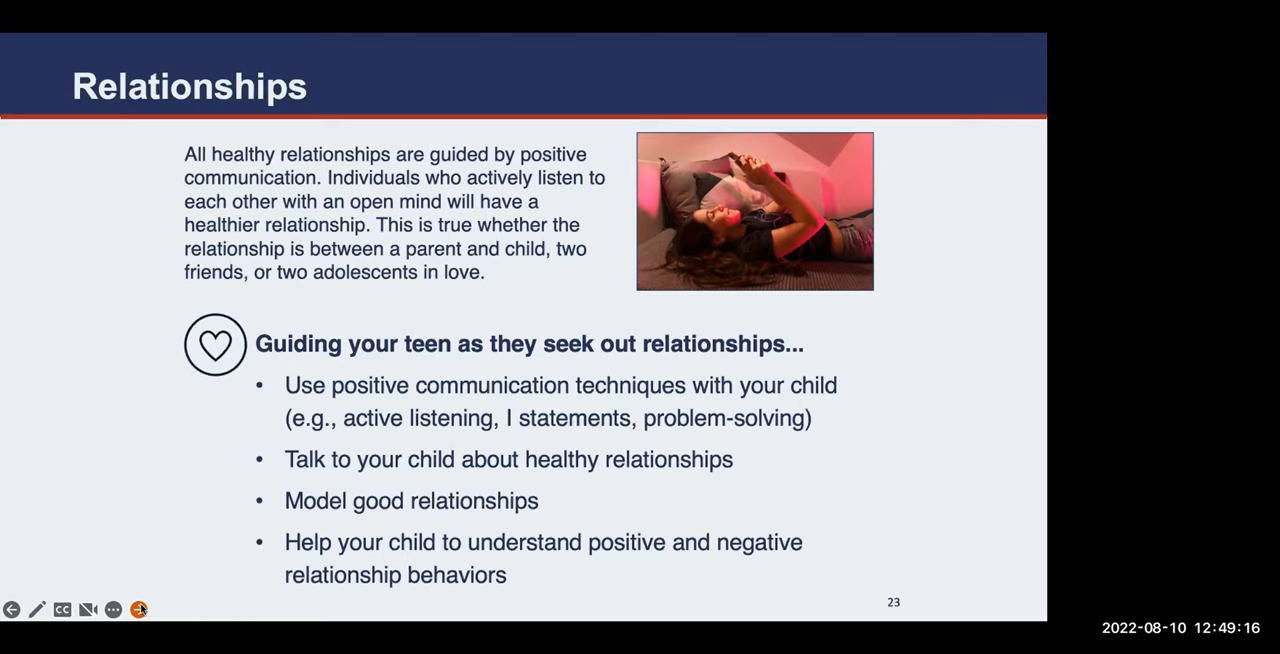 Relationships
All healthy relationships are guided by positive
communication. Individuals who actively listen to
each other with an open mind will have a
healthier relationship. This is true whether the
relationship is between a parent and child, two
friends, or two adolescents in love.
Guiding your teen as they seek out relationships...
• Use positive communication techniques with your child
(e.g., active listening, I statements, problem-solving)
• Talk to your child about healthy relationships
• Model good relationships
• Help your child to understand positive and negative
relationship behaviors
CC
23
2022-08-10 12:49:16